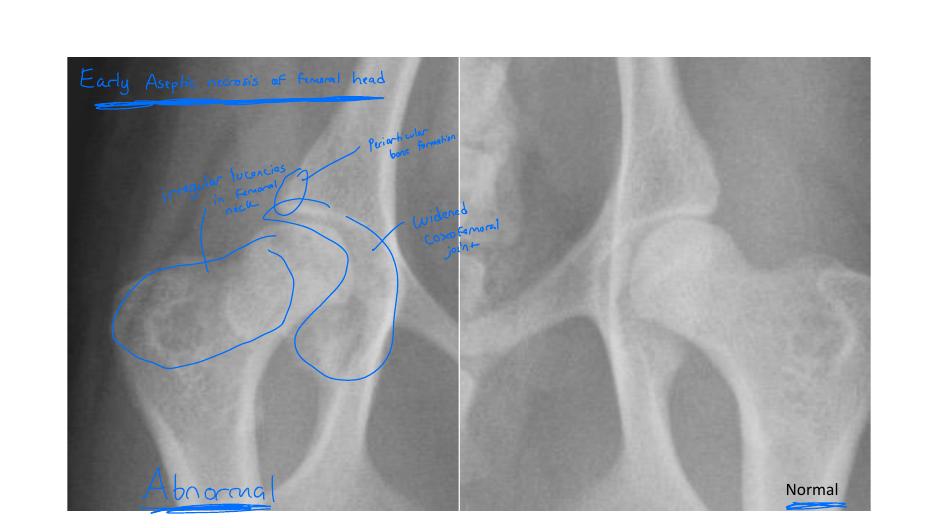 Early Aseptic necrosis of femoral head
Periarticular
bone formation
irregular lucencies
in femoral
neck
Widened
Coxofemoral
joint
Abnormal
Normal